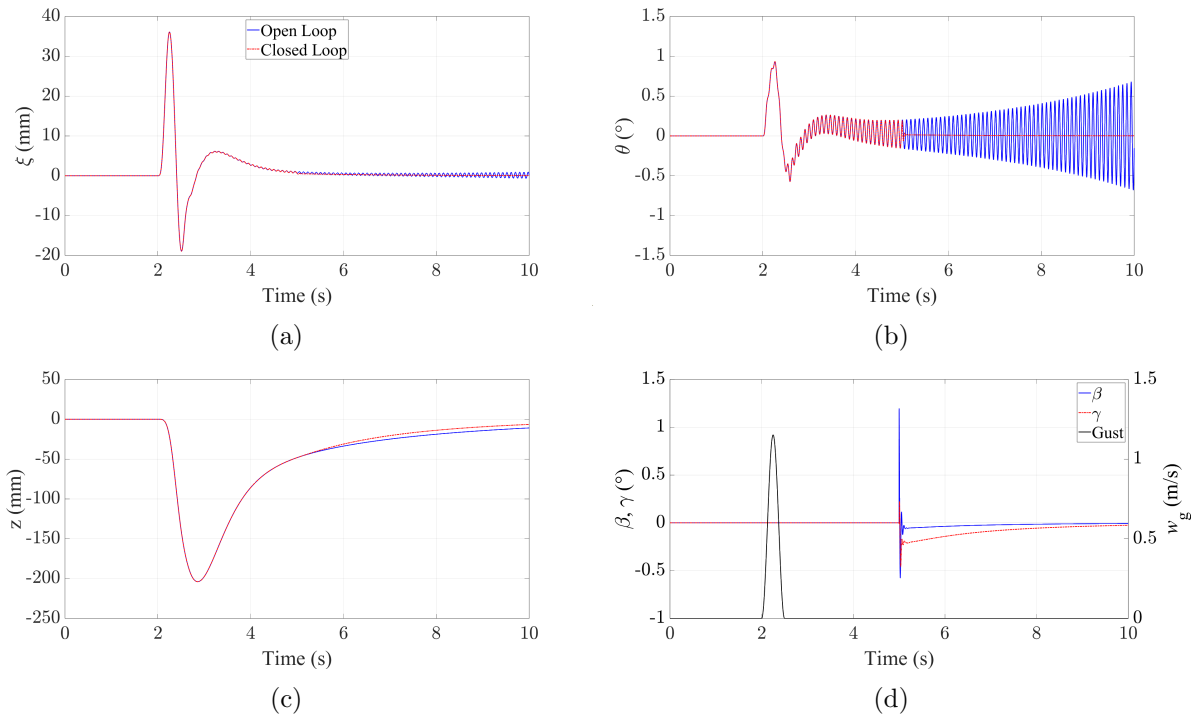 40
30
20
10
0
-10
-20
ξ (mm)
0 2 4 6 8 10
Time (s)
Open Loop
Closed Loop
(a)
1.5
1
0.5
0
-0.5
-1
-1.5
θ (°)
0 2 4 6 8 10
Time (s)
(b)
50
0
-50
-100
-150
-200
-250
z (mm)
0 2 4 6 8 10
Time (s)
(c)
1.5
1
0.5
0
-0.5
-1
β, γ (°)
1.5
1
0.5
0
w_g (m/s)
β
γ
Gust
0 2 4 6 8 10
Time (s)
(d)